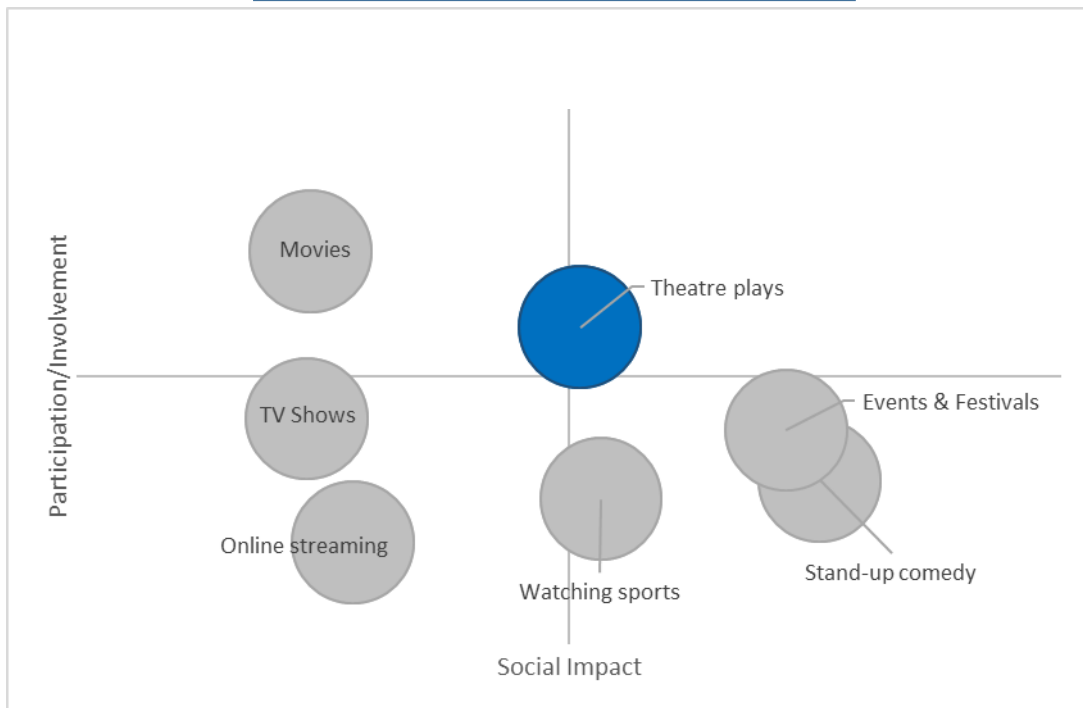 Movies
Theatre plays
Participation/Involvement
TV Shows
Events & Festivals
Online streaming
Stand-up comedy
Watching sports
Social Impact